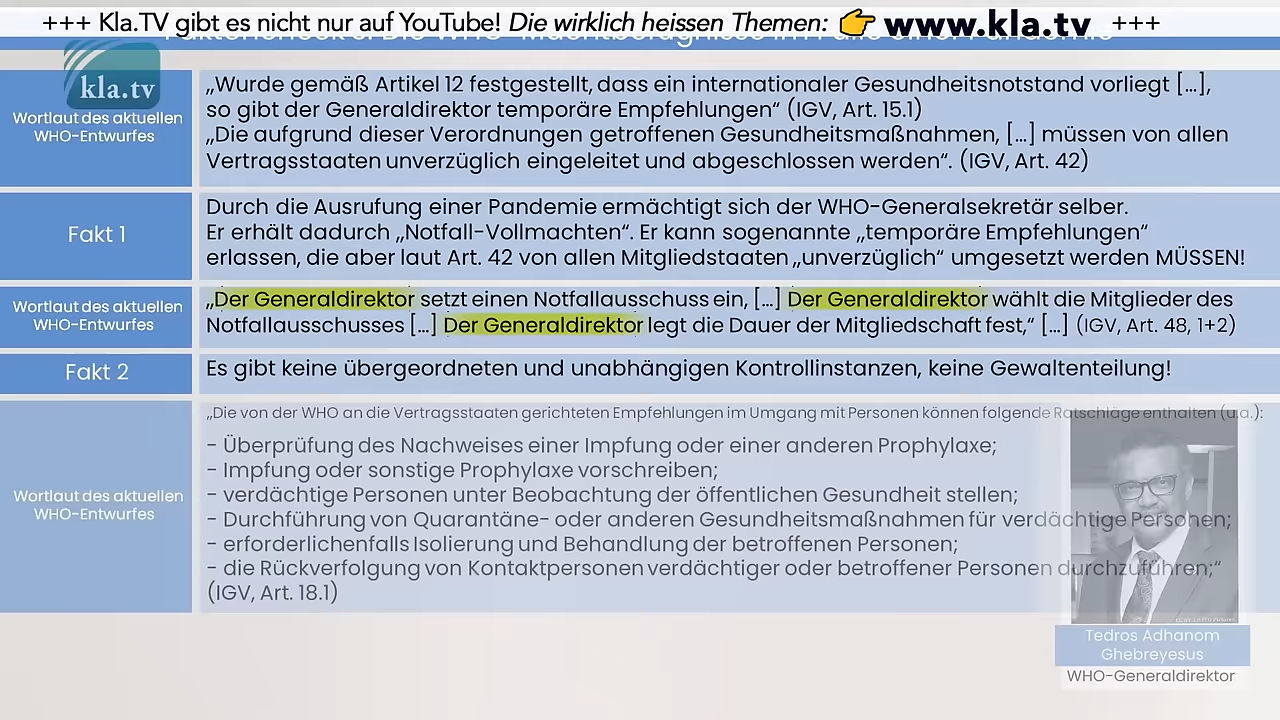 +++ Kla.TV gibt es nicht nur auf YouTube! Die wirklich heissen Themen: 👉 www.kla.tv +++
kla.tv
Wortlaut des aktuellen
WHO-Entwurfes
„Wurde gemäß Artikel 12 festgestellt, dass ein internationaler Gesundheitsnotstand vorliegt [...],
so gibt der Generaldirektor temporäre Empfehlungen“ (IGV, Art. 15.1)
„Die aufgrund dieser Verordnungen getroffenen Gesundheitsmaßnahmen, [...] müssen von allen
Vertragsstaaten unverzüglich eingeleitet und abgeschlossen werden“. (IGV, Art. 42)
Fakt 1
Durch die Ausrufung einer Pandemie ermächtigt sich der WHO-Generalsekretär selber.
Er erhält dadurch „Notfall-Vollmachten“. Er kann sogenannte „temporäre Empfehlungen“
erlassen, die aber laut Art. 42 von allen Mitgliedstaaten „unverzüglich“ umgesetzt werden MÜSSEN!
Wortlaut des aktuellen
WHO-Entwurfes
„Der Generaldirektor setzt einen Notfallausschuss ein, [...] Der Generaldirektor wählt die Mitglieder des
Notfallausschusses [...] Der Generaldirektor legt die Dauer der Mitgliedschaft fest,“ [...] (IGV, Art. 48, 1+2)
Fakt 2
Es gibt keine übergeordneten und unabhängigen Kontrollinstanzen, keine Gewaltenteilung!
Wortlaut des aktuellen
WHO-Entwurfes
„Die von der WHO an die Vertragsstaaten gerichteten Empfehlungen im Umgang mit Personen können folgende Ratschläge enthalten (u.a.):
- Überprüfung des Nachweises einer Impfung oder einer anderen Prophylaxe;
- Impfung oder sonstige Prophylaxe vorschreiben;
- verdächtige Personen unter Beobachtung der öffentlichen Gesundheit stellen;
- Durchführung von Quarantäne- oder anderen Gesundheitsmaßnahmen für verdächtige Personen;
- erforderlichenfalls Isolierung und Behandlung der betroffenen Personen;
- die Rückverfolgung von Kontaktpersonen verdächtiger oder betroffener Personen durchzuführen;“
(IGV, Art. 18.1)
Tedros Adhanom
Ghebreyesus
WHO-Generaldirektor